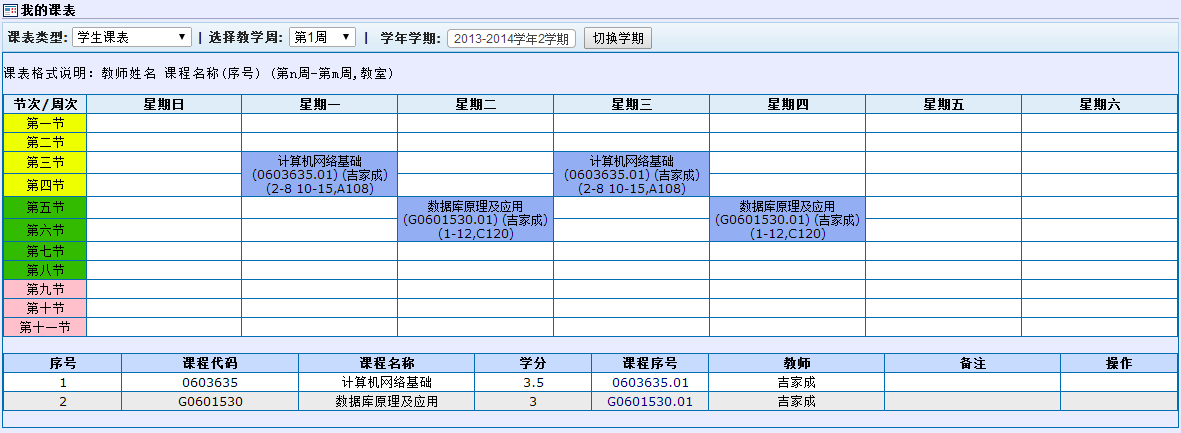 我的课表
课表类型: 学生课表 | 选择教学周: 第1周 | 学年学期: 2013-2014学年2学期 切换学期
课表格式说明: 教师姓名 课程名称(序号) (第n周-第m周,教室)
节次/周次 星期日 星期一 星期二 星期三 星期四 星期五 星期六
第一节
第二节
第三节
第四节
计算机网络基础
(0603635.01) (吉家成)
(2-8 10-15,A108)
计算机网络基础
(0603635.01) (吉家成)
(2-8 10-15,A108)
第五节
第六节
数据库原理及应用
(G0601530.01) (吉家成)
(1-12,C120)
数据库原理及应用
(G0601530.01) (吉家成)
(1-12,C120)
第七节
第八节
第九节
第十节
第十一节
序号 课程代码 课程名称 学分 课程序号 教师 备注 操作
1 0603635 计算机网络基础 3.5 0603635.01 吉家成
2 G0601530 数据库原理及应用 3 G0601530.01 吉家成